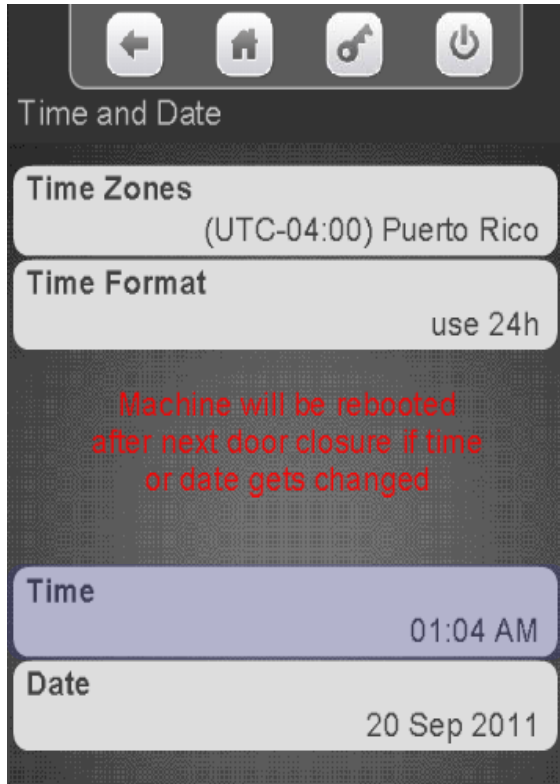 Time and Date
Time Zones
(UTC-04:00) Puerto Rico
Time Format
use 24h
Machine will be rebooted
after next door closure if time
or date gets changed
Time
01:04 AM
Date
20 Sep 2011